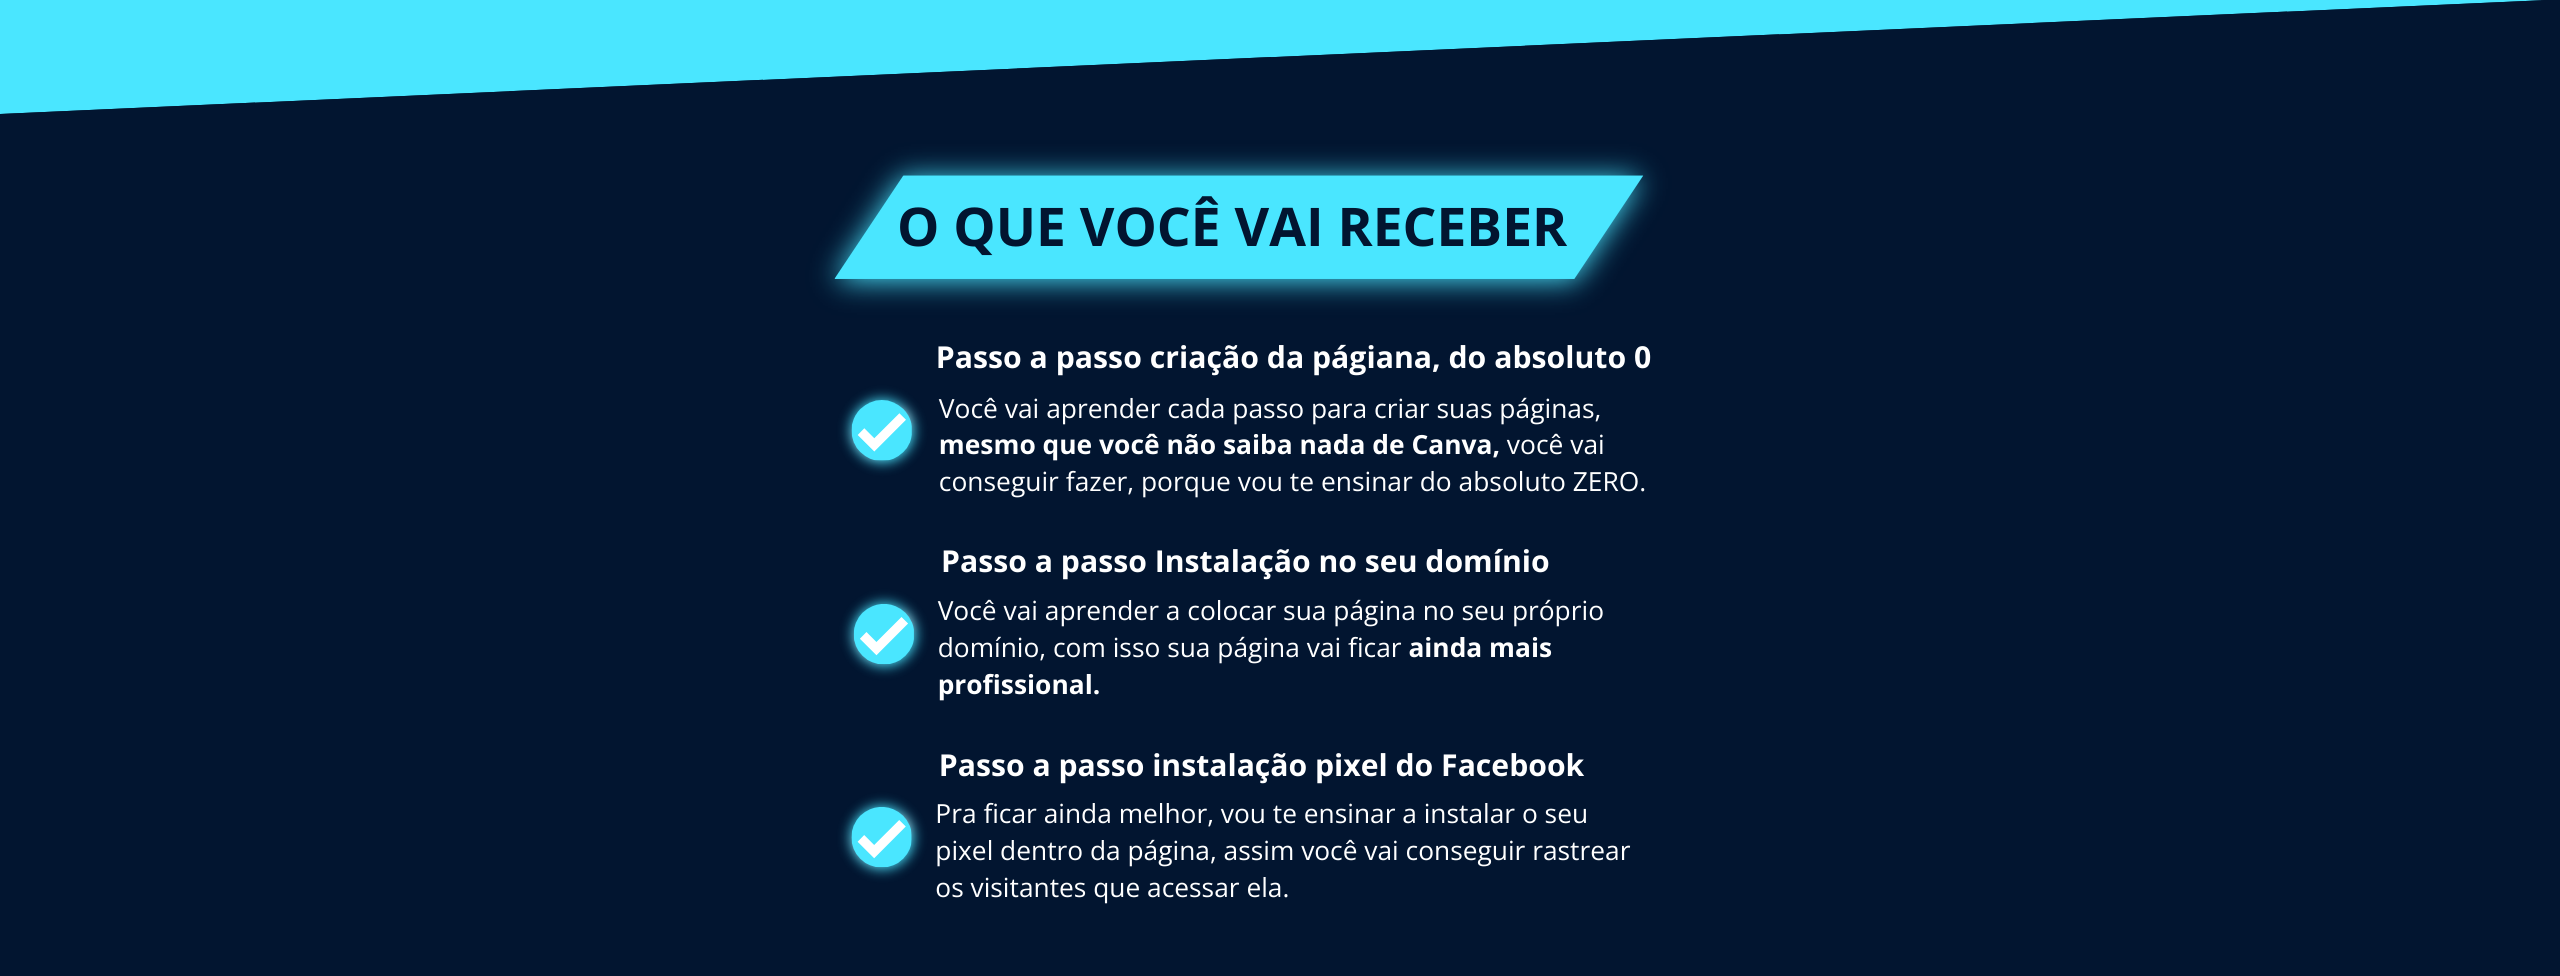 O QUE VOCÊ VAI RECEBER
Passo a passo criação da págiana, do absoluto 0
Você vai aprender cada passo para criar suas páginas,
mesmo que você não saiba nada de Canva, você vai
conseguir fazer, porque vou te ensinar do absoluto ZERO.
Passo a passo Instalação no seu domínio
Você vai aprender a colocar sua página no seu próprio
domínio, com isso sua página vai ficar ainda mais
profissional.
Passo a passo instalação pixel do Facebook
Pra ficar ainda melhor, vou te ensinar a instalar o seu
pixel dentro da página, assim você vai conseguir rastrear
os visitantes que acessar ela.